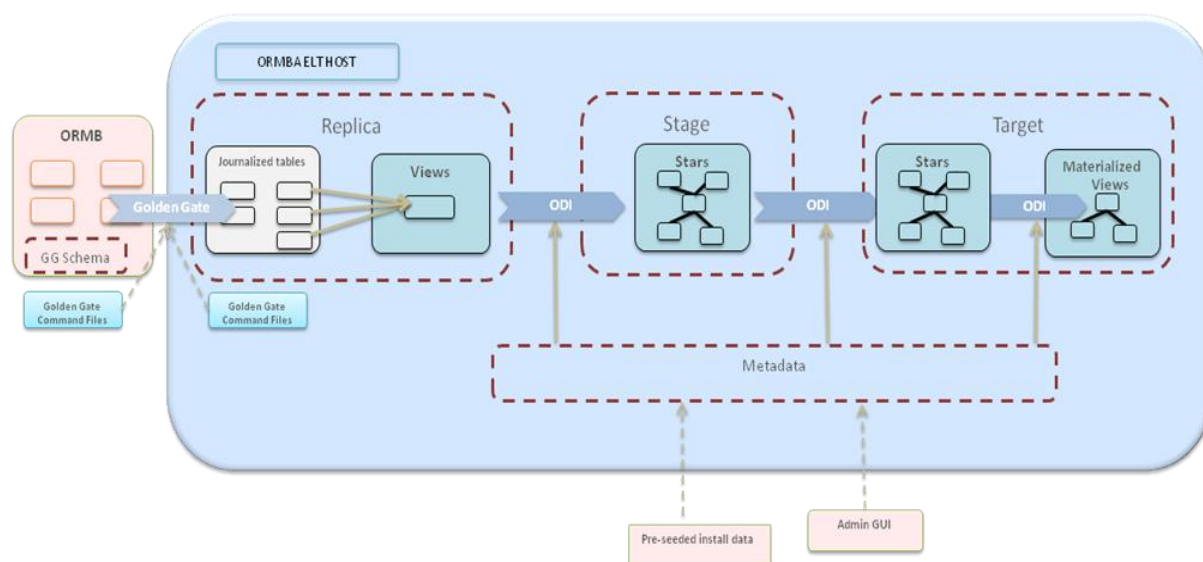 ORMBAELTHOST
Replica
Stage
Target
ORMB
GG Schema
Golden Gate
Journalized tables
Views
ODI
Stars
ODI
Stars
ODI
Materialized
Views
Golden Gate
Command Files
Golden Gate
Command Files
Metadata
Pre-seeded install data
Admin GUI